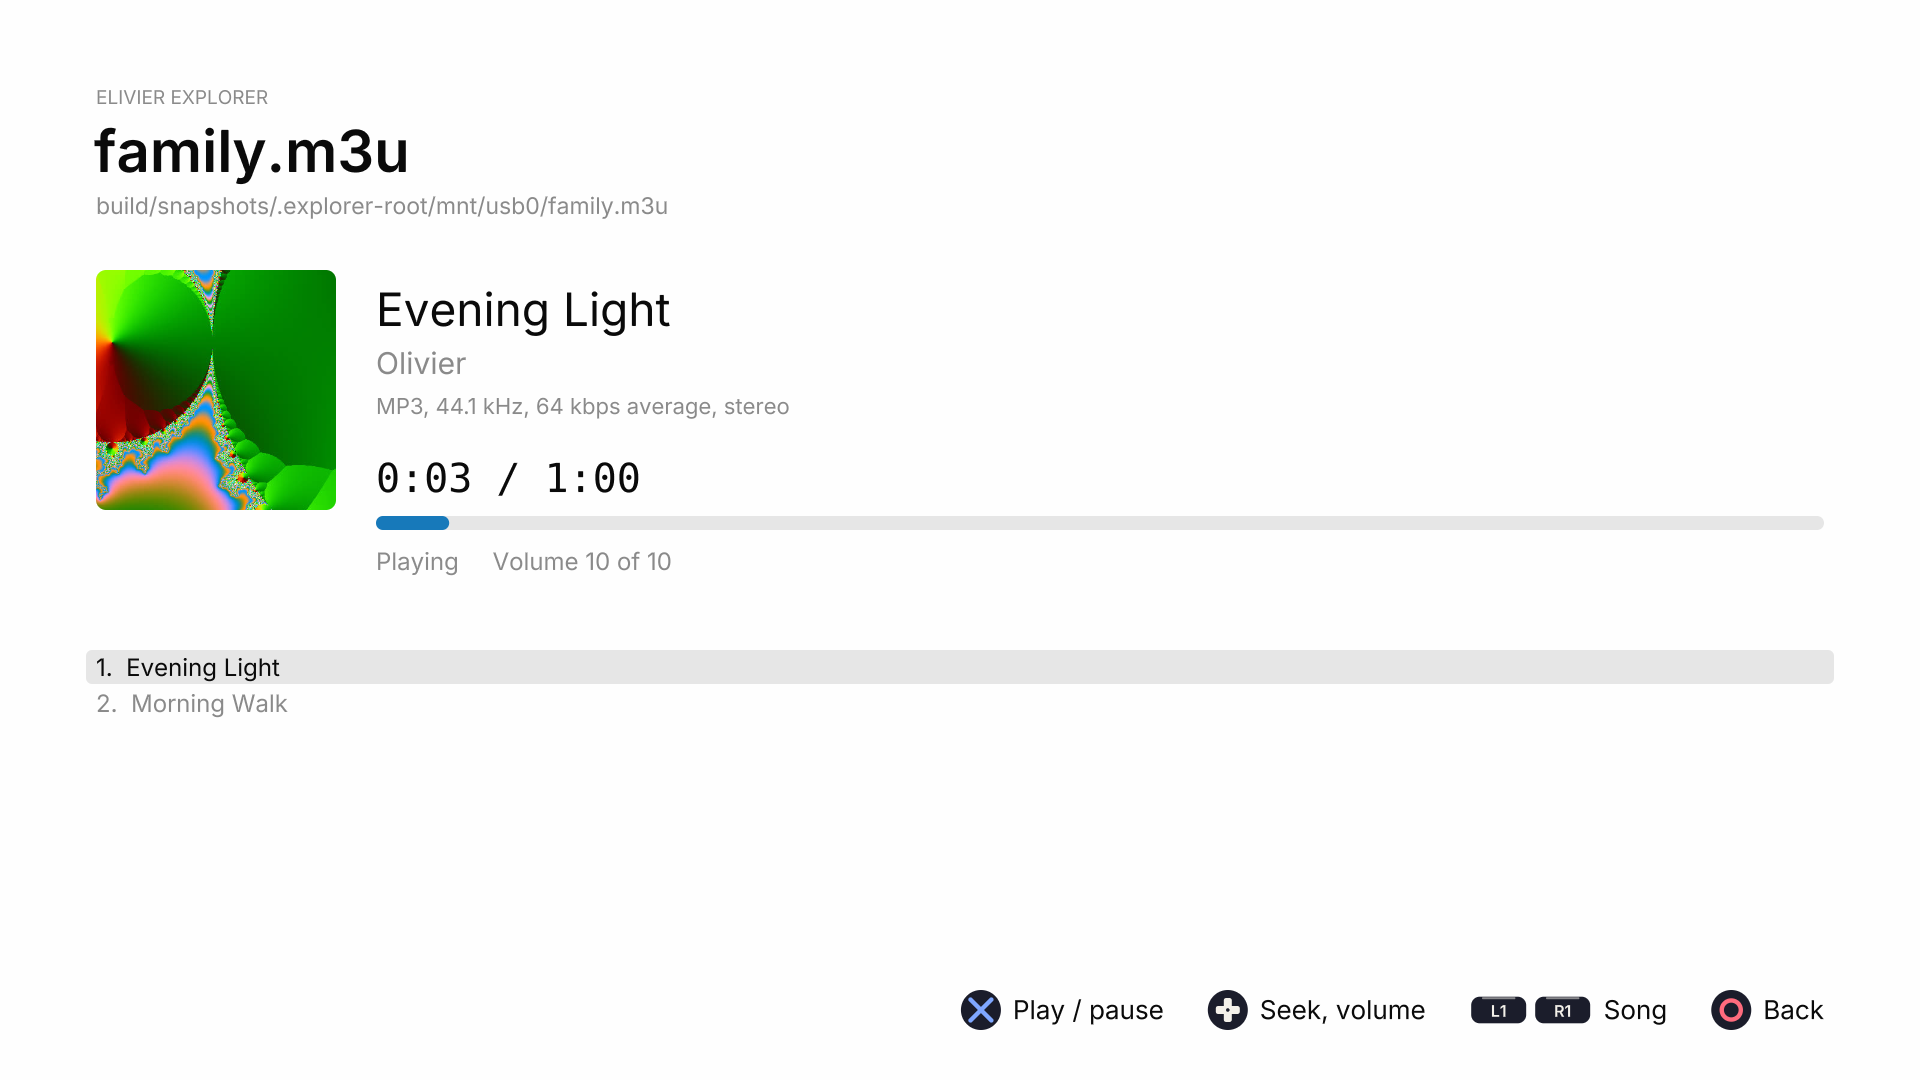 ELIVIER EXPLORER
family.m3u
build/snapshots/.explorer-root/mnt/usb0/family.m3u
Evening Light
Olivier
MP3, 44.1 kHz, 64 kbps average, stereo
0:03 / 1:00
Playing Volume 10 of 10
1. Evening Light
2. Morning Walk
Play / pause Seek, volume L1 R1 Song Back